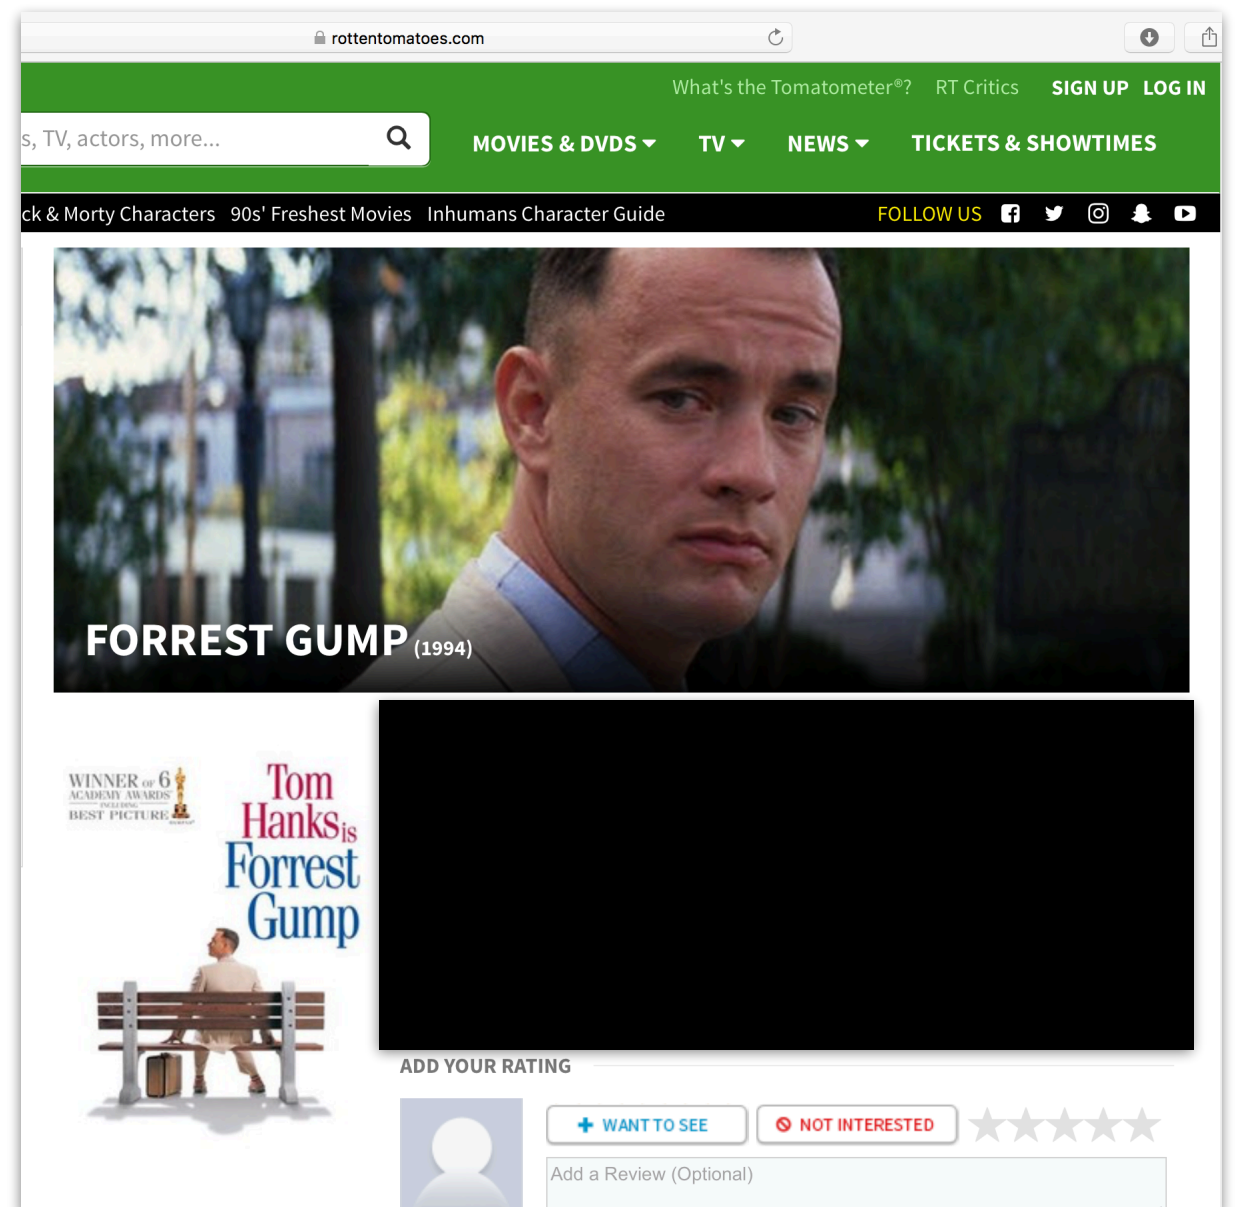 rottentomatoes.com
What's the Tomatometer®? RT Critics SIGN UP LOG IN
s, TV, actors, more...
MOVIES & DVDS TV NEWS TICKETS & SHOWTIMES
ck & Morty Characters 90s' Freshest Movies Inhumans Character Guide FOLLOW US
FORREST GUMP (1994)
WINNER OF 6
ACADEMY AWARDS
INCLUDING
BEST PICTURE
Tom
Hanks is
Forrest
Gump
ADD YOUR RATING
WANT TO SEE NOT INTERESTED
Add a Review (Optional)